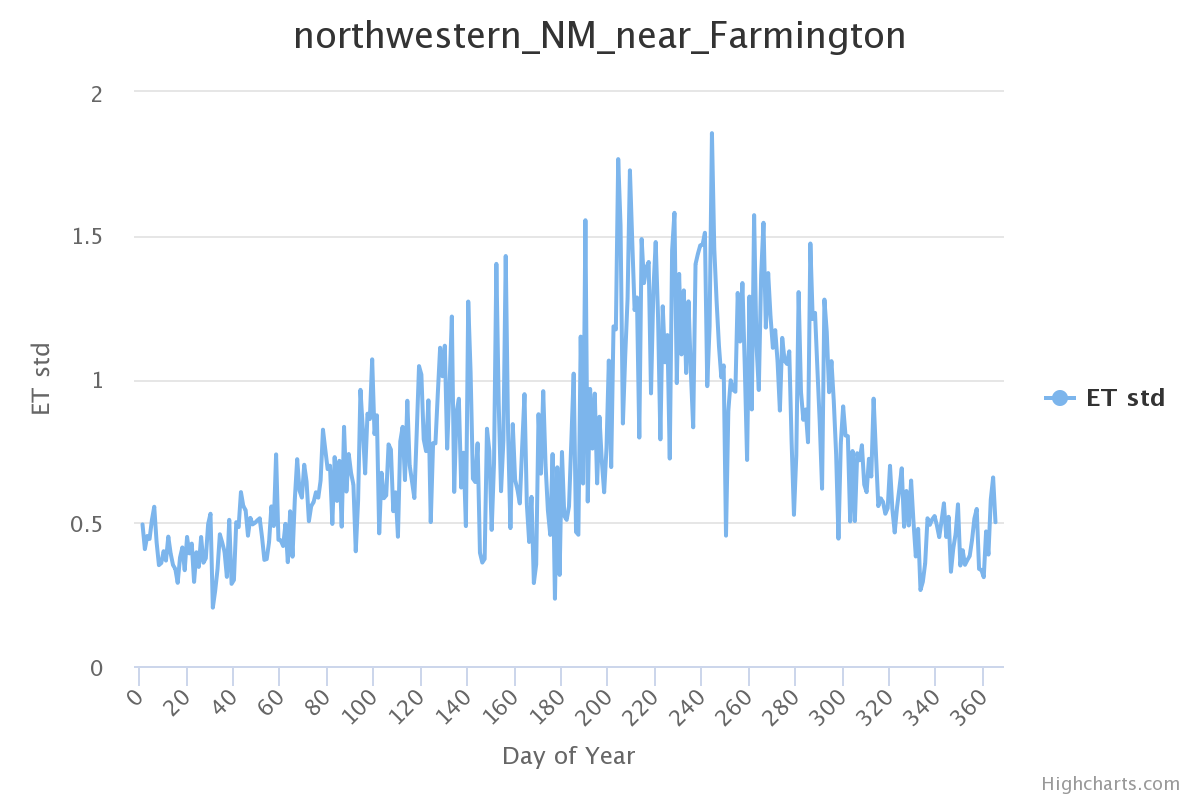 northwestern_NM_near_Farmington
2
1.5
1
0.5
0
ET std
0 20 40 60 80 100 120 140 160 180 200 220 240 260 280 300 320 340 360
Day of Year
ET std
Highcharts.com